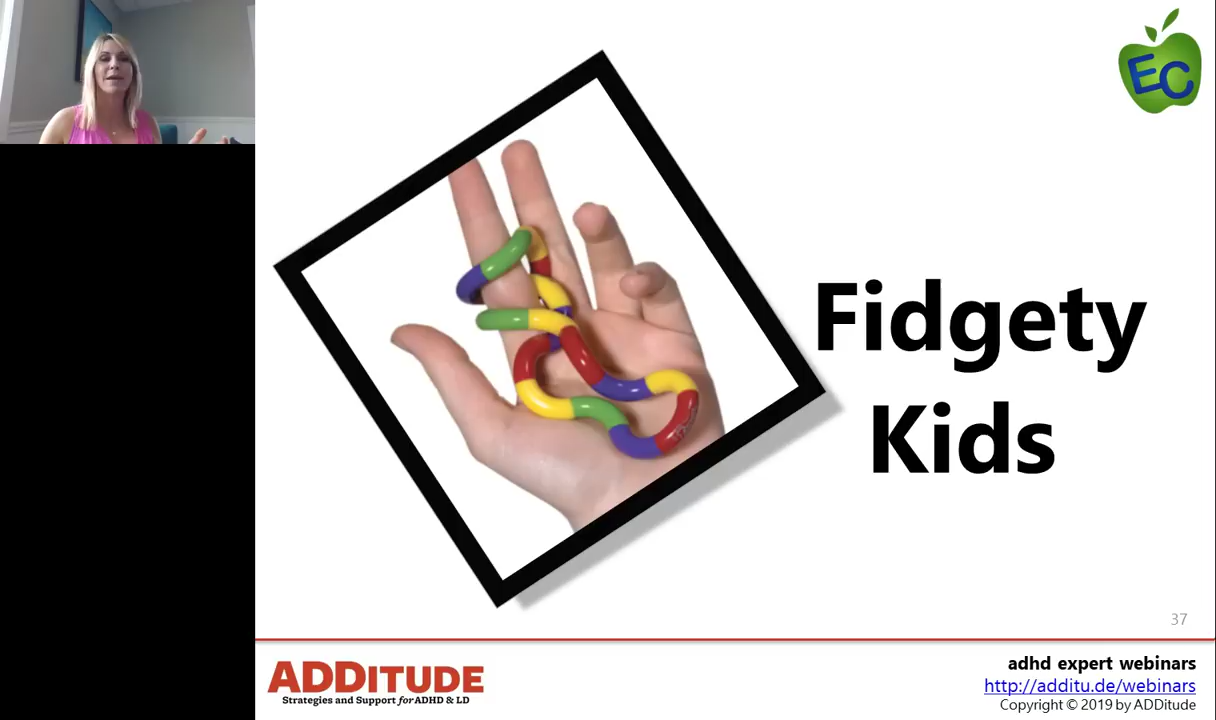 EC
Fidgety
Kids
37
ADDITUDE
Strategies and Support for ADHD & LD
adhd expert webinars
http://additu.de/webinars
Copyright © 2019 by ADDitude